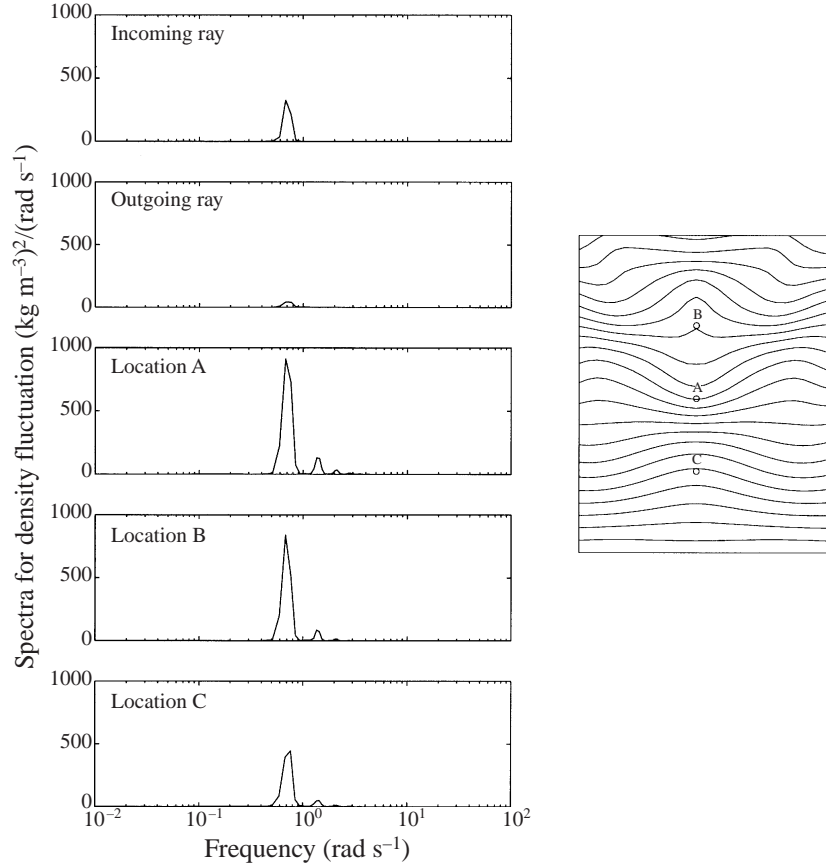 Spectra for density fluctuation (kg m⁻³)²/(rad s⁻¹)
1000
Incoming ray
500
0
1000
Outgoing ray
500
0
1000
Location A
500
0
1000
Location B
500
0
1000
Location C
500
0
10⁻² 10⁻¹ 10⁰ 10¹ 10²
Frequency (rad s⁻¹)
B
A
C